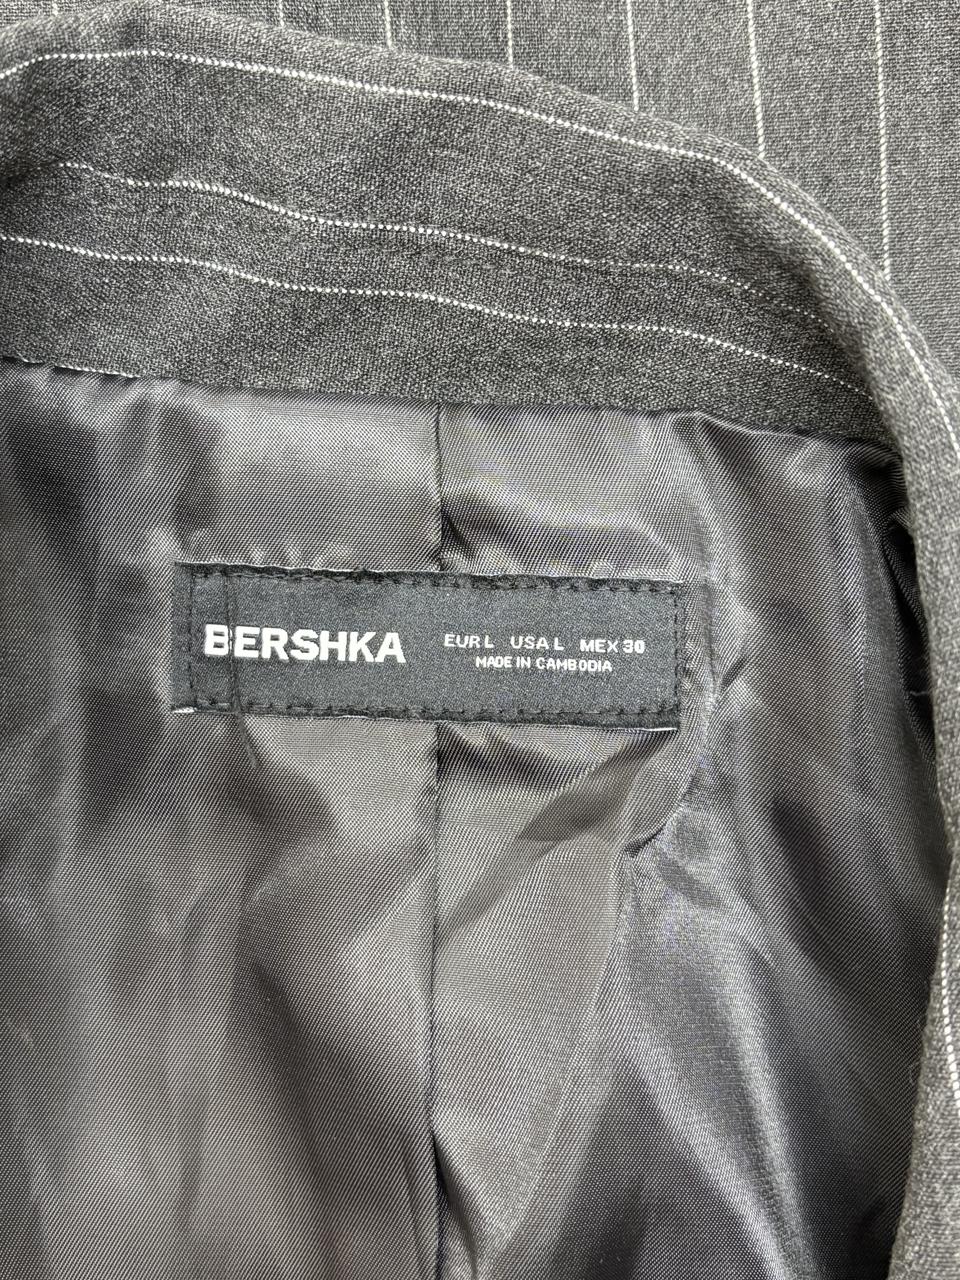 BERSHKA
EUR L USA L MEX 30
MADE IN CAMBODIA